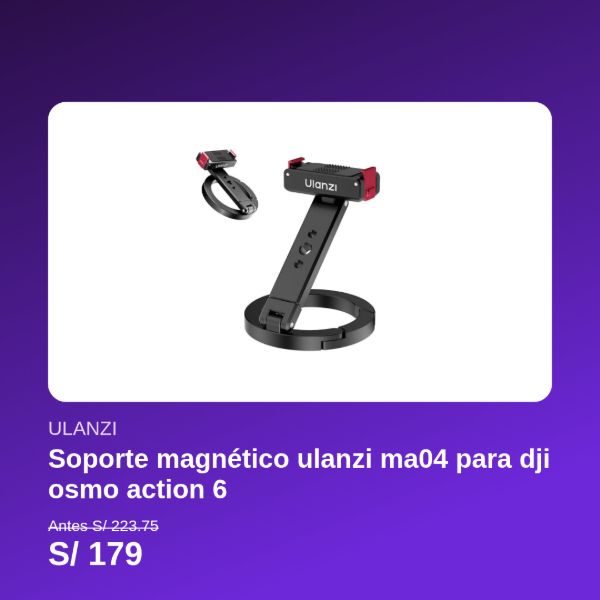 Ulanzi
ULANZI
Soporte magnético ulanzi ma04 para dji
osmo action 6
Antes S/ 223.75
S/ 179